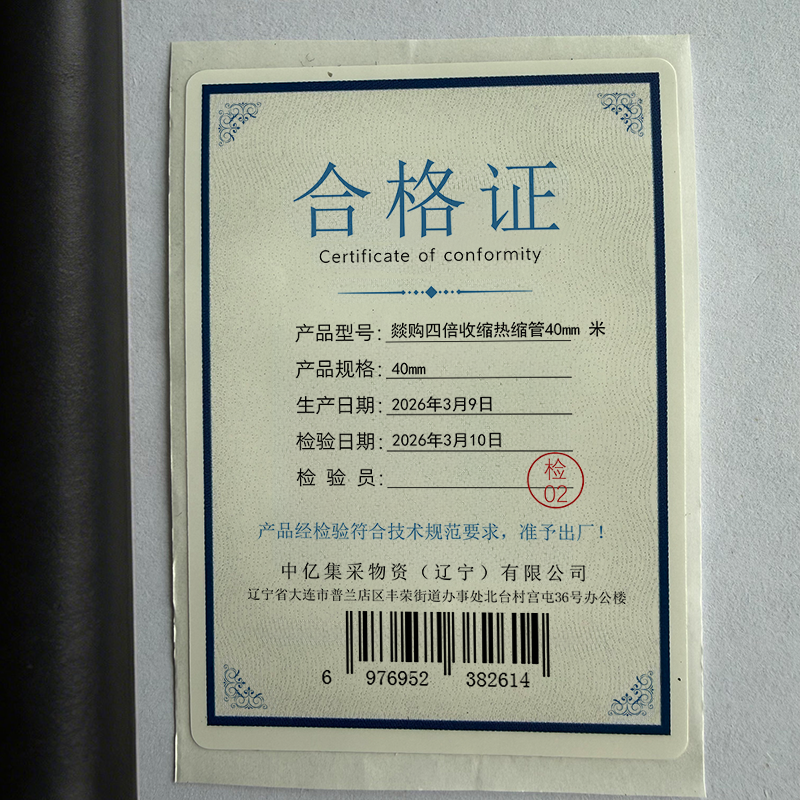 合格证
Certificate of conformity
产品型号：燚购四倍收缩热缩管40mm 米
产品规格：40mm
生产日期：2026年3月9日
检验日期：2026年3月10日
检 验 员：
检
02
产品经检验符合技术规范要求，准予出厂！
中亿集采物资（辽宁）有限公司
辽宁省大连市普兰店区丰荣街道办事处北台村宫屯36号办公楼
6 976952 382614